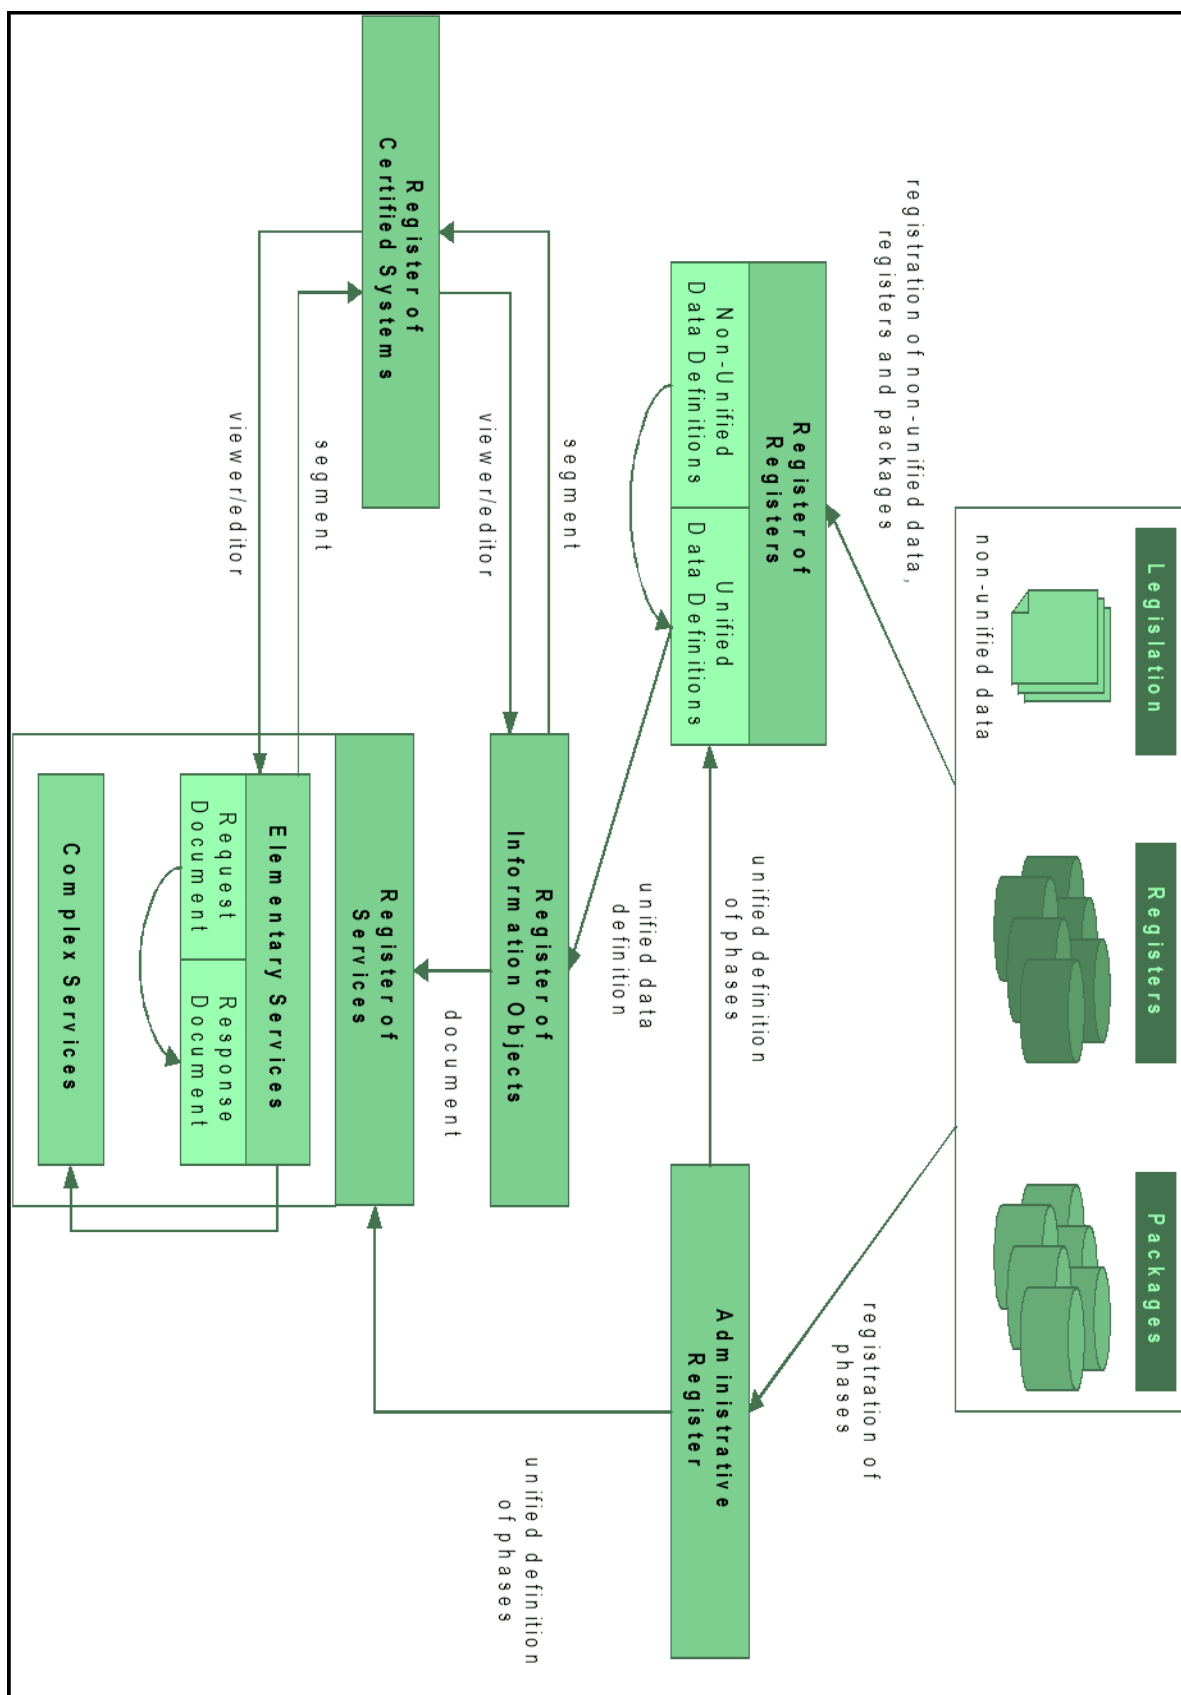 Legislation
Registers
Packages
non-unified data
registration of non-unified data,
registers and packages
registration of
phases
Register of
Registers
Non-Unified
Data Definitions
Unified
Data Definitions
unified definition
of phases
Administrative
Register
unified data
definition
segment
viewer/editor
Register of
Information Objects
unified definition
of phases
Register of
Certified Systems
document
segment
viewer/editor
Register of
Services
Elementary Services
Request
Document
Response
Document
Complex Services